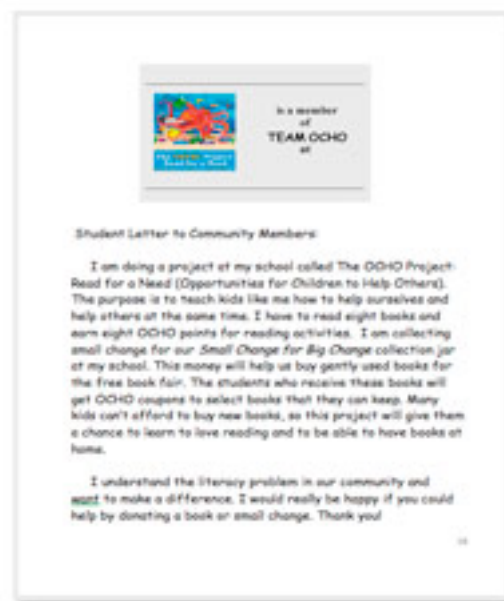 is a member
of
TEAM OCHO
at
The OCHO Project
Read for a Need
Student Letter to Community Members:
I am doing a project at my school called The OCHO Project-
Read for a Need (Opportunities for Children to Help Others).
The purpose is to teach kids like me how to help ourselves and
help others at the same time. I have to read eight books and
earn eight OCHO points for reading activities. I am collecting
small change for our Small Change for Big Change collection jar
at my school. This money will help us buy gently used books for
the free book fair. The students who receive these books will
get OCHO coupons to select books that they can keep. Many
kids can't afford to buy new books, so this project will give them
a chance to learn to love reading and to be able to have books at
home.
I understand the literacy problem in our community and
want to make a difference. I would really be happy if you could
help by donating a book or small change. Thank you!